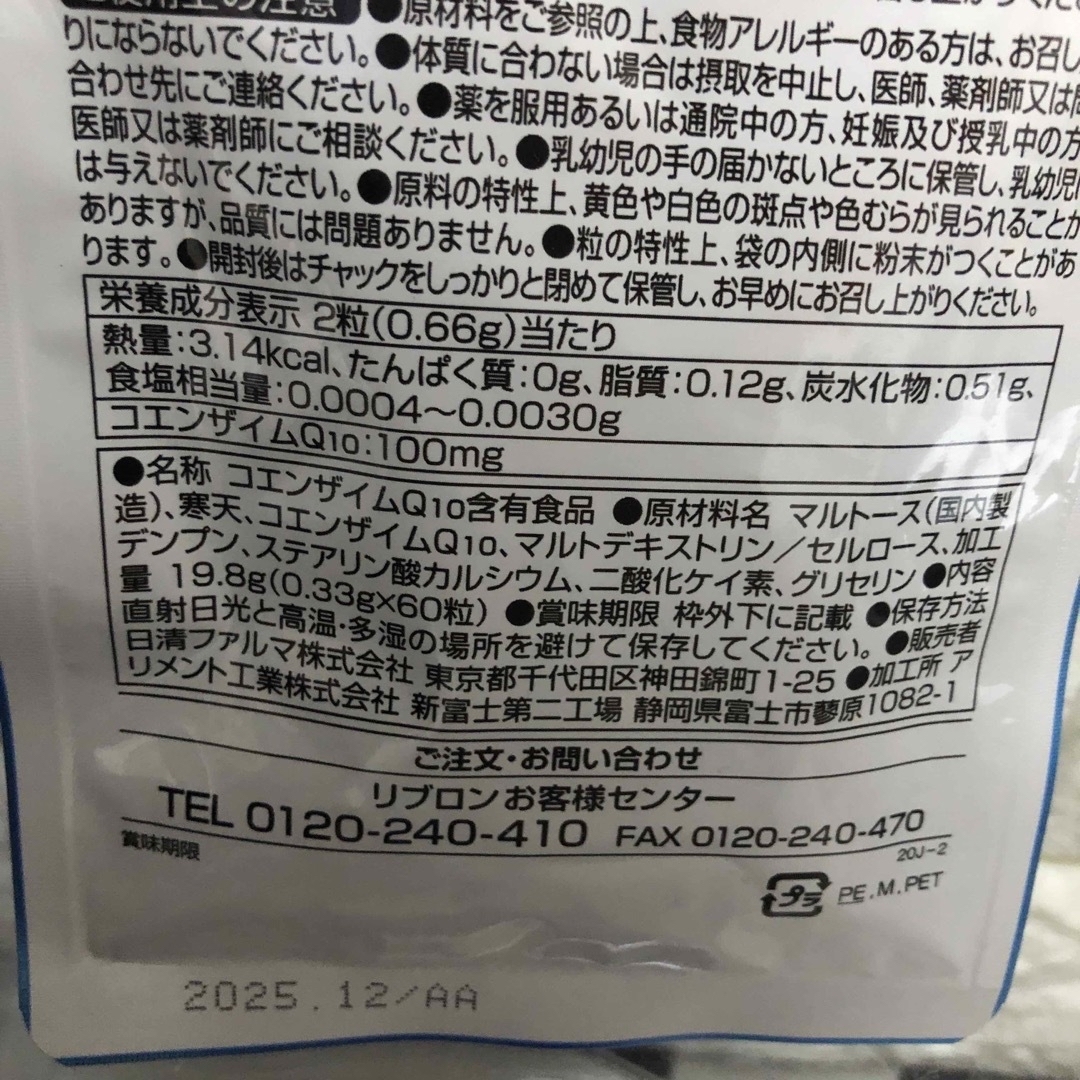 使用上の注意 ●原材料をご参照の上、食物アレルギーのある方は、お召し
りにならないでください。●体質に合わない場合は摂取を中止し、医師、薬剤師又は
合わせ先にご連絡ください。●薬を服用あるいは通院中の方、妊娠及び授乳中の方
医師又は薬剤師にご相談ください。●乳幼児の手の届かないところに保管し、乳幼児
は与えないでください。●原料の特性上、黄色や白色の斑点や色むらが見られることが
ありますが、品質には問題ありません。●粒の特性上、袋の内側に粉末がつくことがあ
ります。●開封後はチャックをしっかりと閉めて保管し、お早めにお召し上がりください。
栄養成分表示 2粒(0.66g)当たり
熱量:3.14kcal、たんぱく質:0g、脂質:0.12g、炭水化物:0.51g、
食塩相当量:0.0004〜0.0030g
コエンザイムQ10:100mg
●名称 コエンザイムQ10含有食品 ●原材料名 マルトース(国内製
造)、寒天、コエンザイムQ10、マルトデキストリン/セルロース、加工
デンプン、ステアリン酸カルシウム、二酸化ケイ素、グリセリン ●内容
量 19.8g(0.33g×60粒) ●賞味期限 枠外下に記載 ●保存方法
直射日光と高温・多湿の場所を避けて保存してください。 ●販売者
日清ファルマ株式会社 東京都千代田区神田錦町1-25 ●加工所 ア
リメント工業株式会社 新富士第二工場 静岡県富士市蓼原1082-1
ご注文・お問い合わせ
リブロンお客様センター
TEL 0120-240-410 FAX 0120-240-470
賞味期限
20J-2
プラ PE.M.PET
2025.12/AA